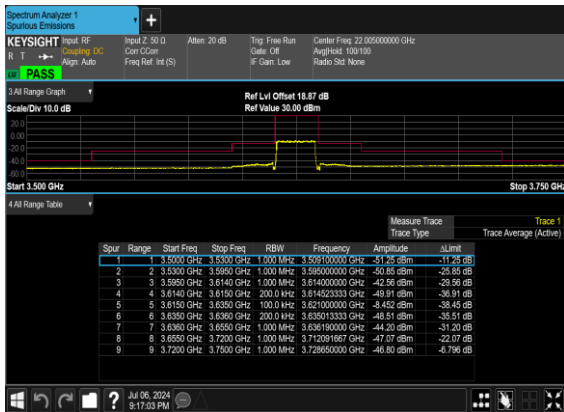 Spectrum Analyzer 1
Spurious Emissions
+
KEYSIGHT Input: RF Input Z: 50 Ω Atten: 20 dB Trig: Free Run Center Freq: 22.005000000 GHz
R T Coupling: DC Corr CCorr Gate: Off Avg|Hold: 100/100
Align: Auto Freq Ref: Int (S) IF Gain: Low Radio Std: None
PASS
3 All Range Graph
Ref Lvl Offset 18.87 dB
Scale/Div 10.0 dB Ref Value 30.00 dBm
20.0
0.00
-20.0
-40.0
-60.0
Start 3.500 GHz Stop 3.750 GHz
4 All Range Table
Measure Trace Trace 1
Trace Type Trace Average (Active)
Spur Range Start Freq Stop Freq RBW Frequency Amplitude ΔLimit
1 1 3.5000 GHz 3.5300 GHz 1.000 MHz 3.509100000 GHz -51.25 dBm -11.25 dB
2 2 3.5300 GHz 3.5950 GHz 1.000 MHz 3.595000000 GHz -50.85 dBm -25.85 dB
3 3 3.5950 GHz 3.6140 GHz 1.000 MHz 3.614000000 GHz -42.56 dBm -29.56 dB
4 4 3.6140 GHz 3.6150 GHz 200.0 kHz 3.614523333 GHz -49.91 dBm -36.91 dB
5 5 3.6150 GHz 3.6350 GHz 100.0 kHz 3.621000000 GHz -8.452 dBm -38.45 dB
6 6 3.6350 GHz 3.6360 GHz 200.0 kHz 3.635013333 GHz -48.51 dBm -35.51 dB
7 7 3.6360 GHz 3.6550 GHz 1.000 MHz 3.636190000 GHz -44.20 dBm -31.20 dB
8 8 3.6550 GHz 3.7200 GHz 1.000 MHz 3.712091667 GHz -47.07 dBm -22.07 dB
9 9 3.7200 GHz 3.7500 GHz 1.000 MHz 3.728650000 GHz -46.80 dBm -6.796 dB
? Jul 06, 2024
9:17:03 PM